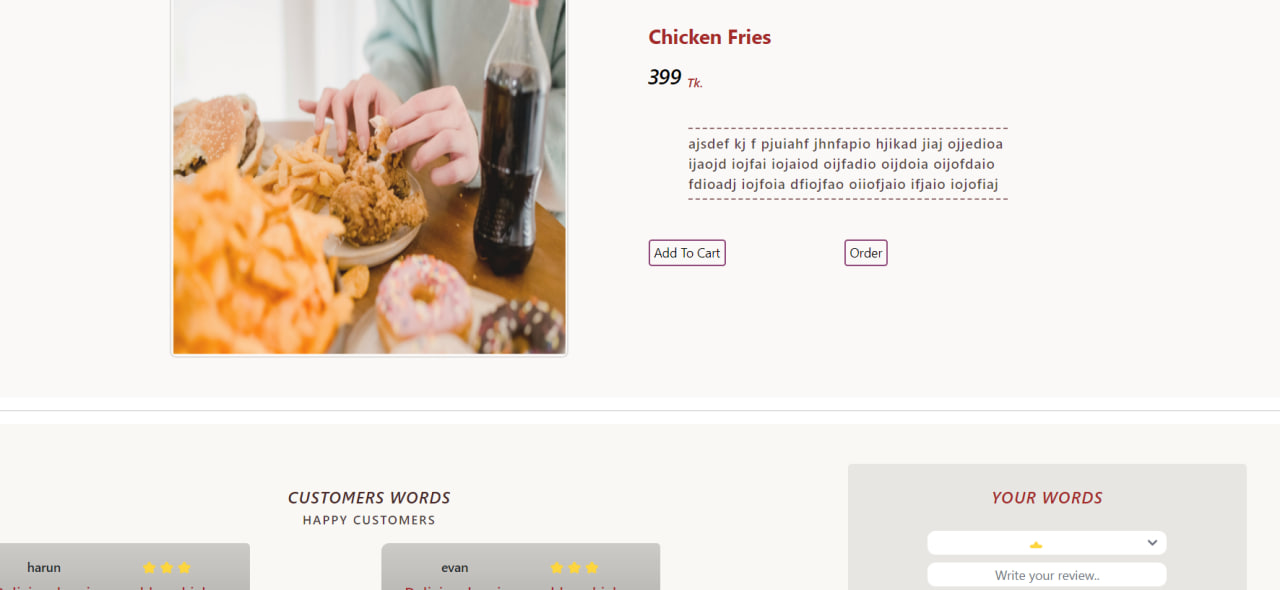 Chicken Fries
399 Tk.
ajsdef kj f pjuiahf jhnfapio hjikad jiaj ojjedioa
ijaojd iojfai iojaiod oijfadio oijdoia oijofdaio
fdioadj iojfoia dfiojfao oiiofjaio ifjaio iojofiaj
Add To Cart
Order
CUSTOMERS WORDS
HAPPY CUSTOMERS
harun
evan
YOUR WORDS
Write your review..